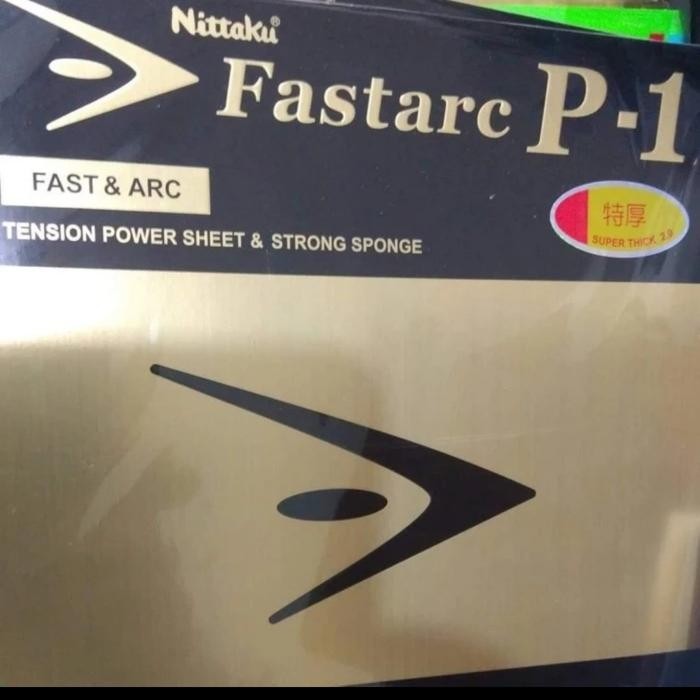 Nittaku®
Fastarc P-1
FAST & ARC
特厚
SUPER THICK 2.0
TENSION POWER SHEET & STRONG SPONGE